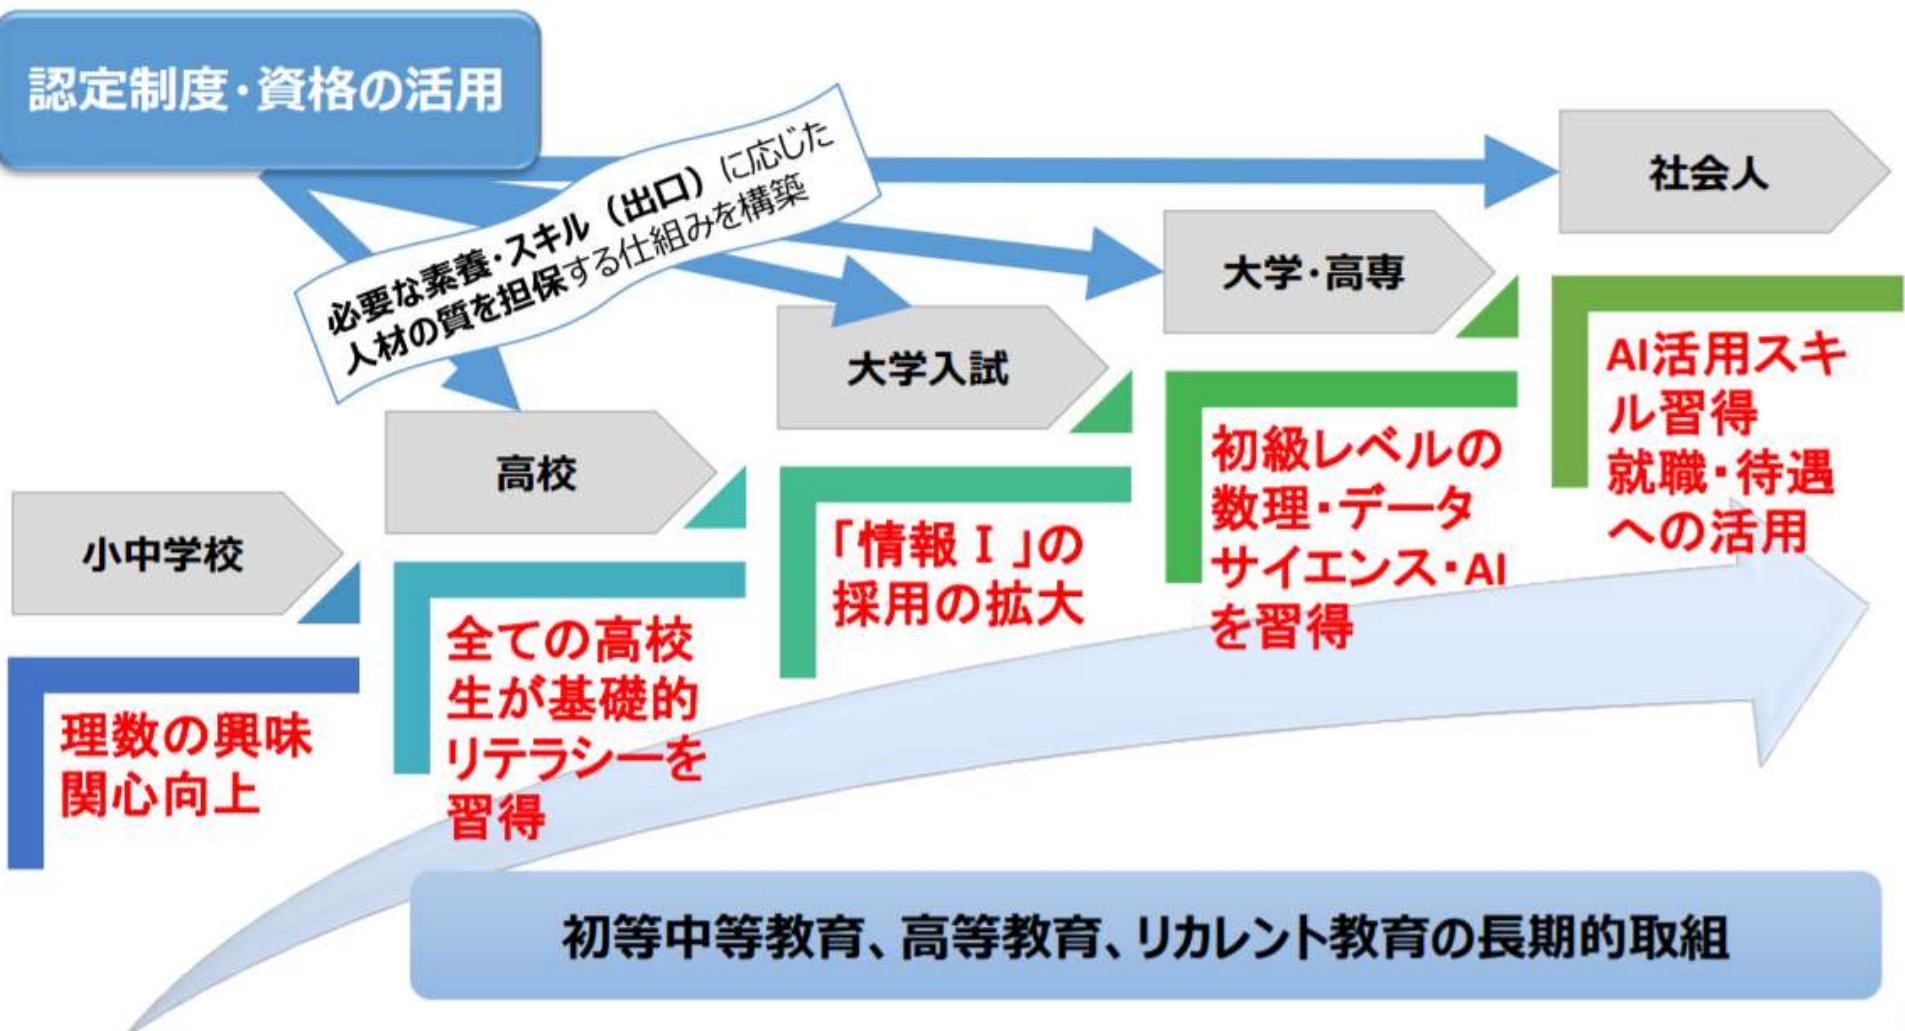 認定制度・資格の活用
必要な素養・スキル（出口）に応じた
人材の質を担保する仕組みを構築
社会人
大学・高専
大学入試
高校
小中学校
AI活用スキ
ル習得
就職・待遇
への活用
初級レベルの
数理・データ
サイエンス・AI
を習得
「情報Ⅰ」の
採用の拡大
全ての高校
生が基礎的
リテラシーを
習得
理数の興味
関心向上
初等中等教育、高等教育、リカレント教育の長期的取組